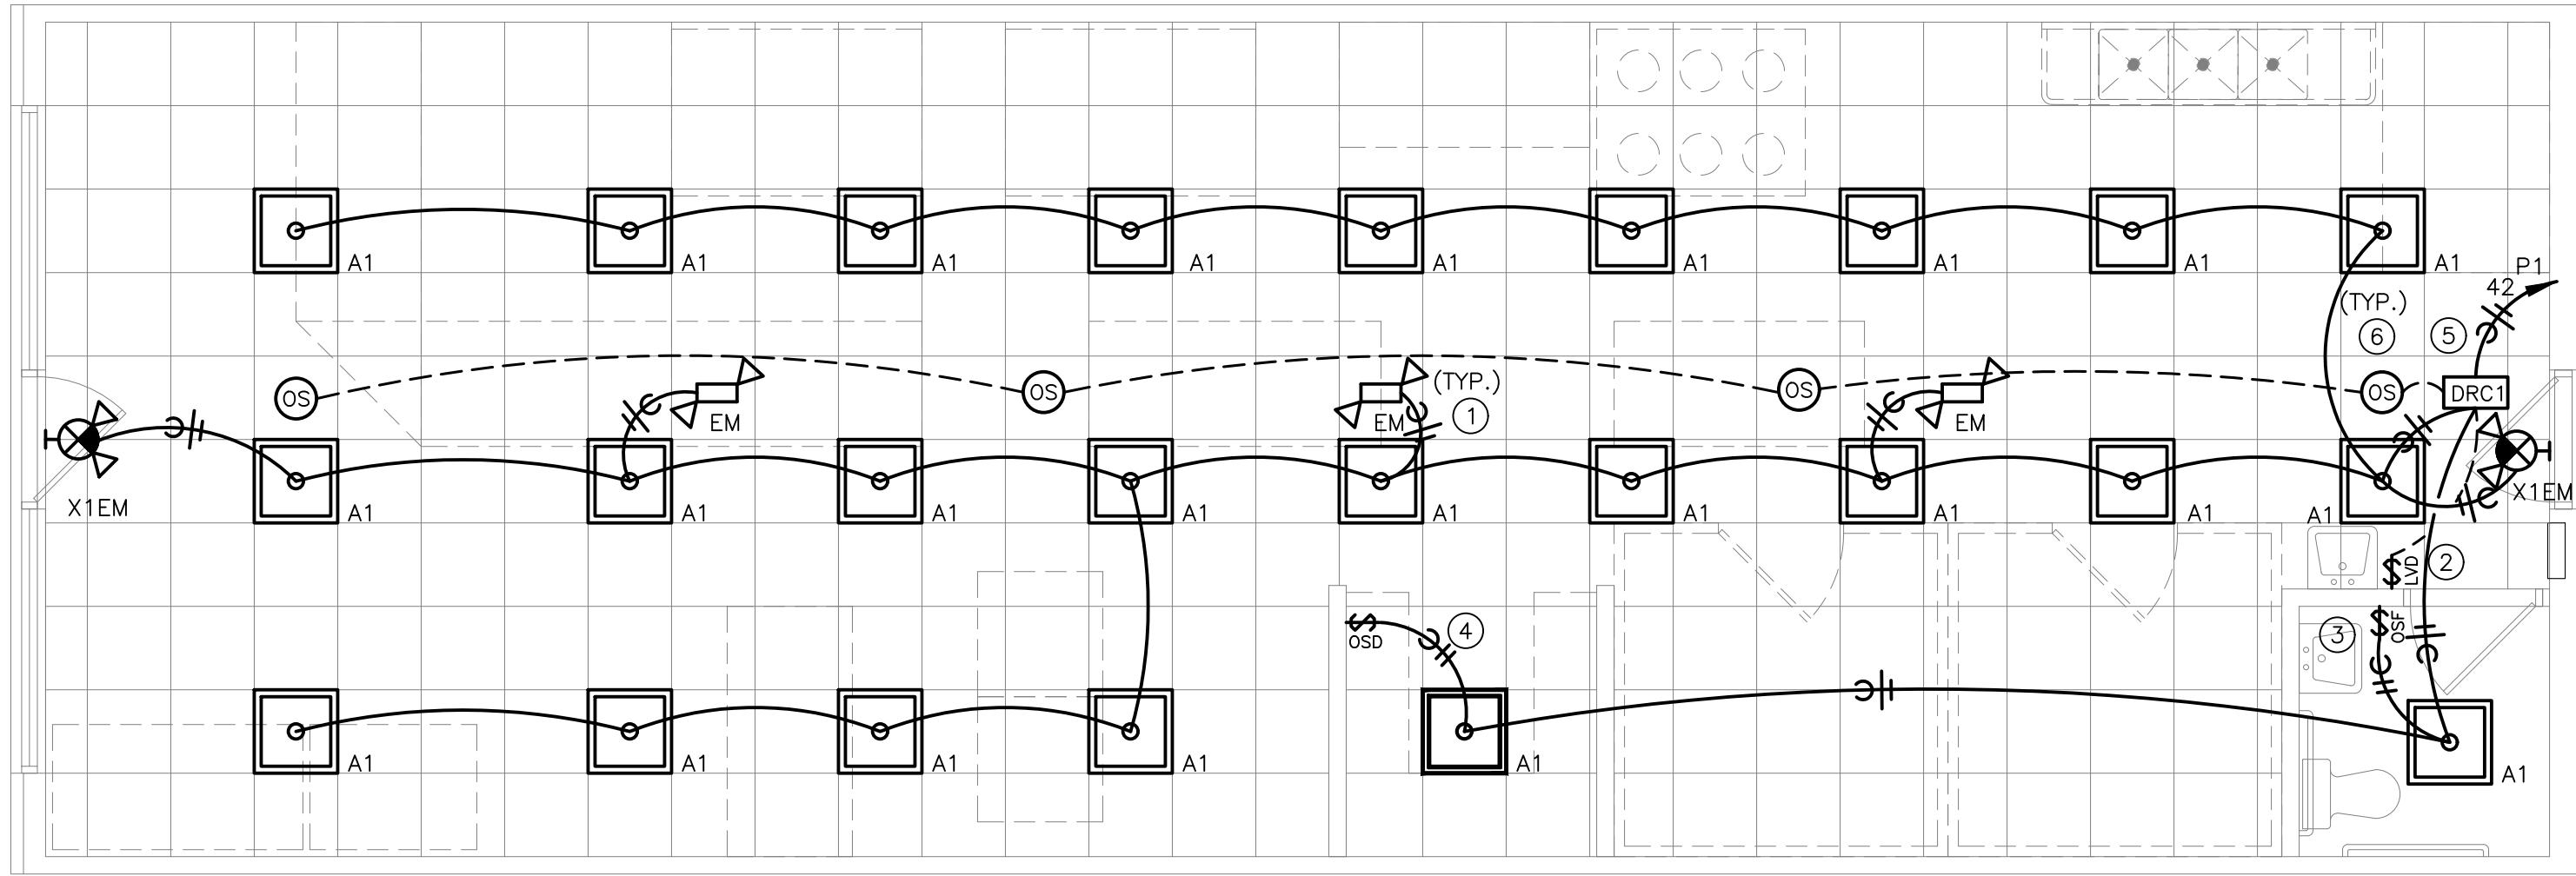 A1 A1 A1 A1 A1 A1 A1 A1 A1
P1
42
(TYP.)
6 5
OS OS OS OS DRC1
(TYP.)
1
EM EM EM
X1EM X1EM
A1 A1 A1 A1 A1 A1 A1 A1 A1
$ LVD 2
$ OSD 4 3 $ OSF
A1 A1 A1 A1 A1 A1